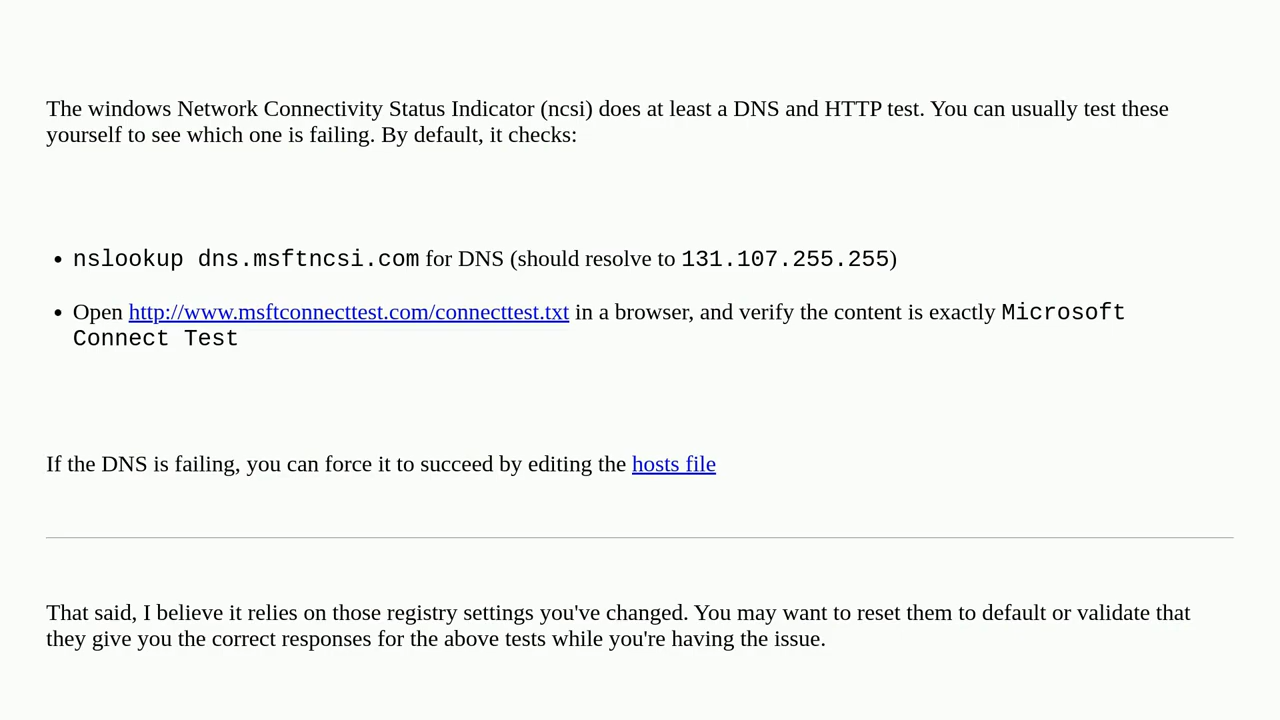 The windows Network Connectivity Status Indicator (ncsi) does at least a DNS and HTTP test. You can usually test these
yourself to see which one is failing. By default, it checks:
• nslookup dns.msftncsi.com for DNS (should resolve to 131.107.255.255)
• Open http://www.msftconnecttest.com/connecttest.txt in a browser, and verify the content is exactly Microsoft
Connect Test
If the DNS is failing, you can force it to succeed by editing the hosts file
That said, I believe it relies on those registry settings you've changed. You may want to reset them to default or validate that
they give you the correct responses for the above tests while you're having the issue.